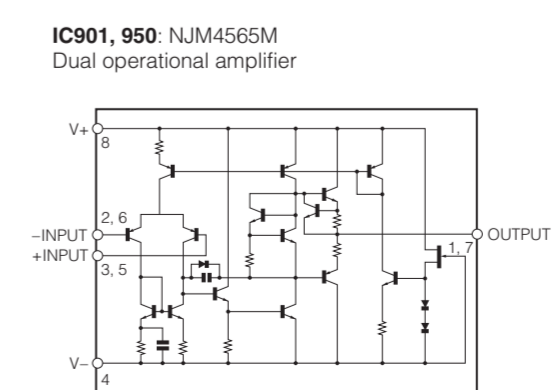 IC901, 950: NJM4565M
Dual operational amplifier
V+
8
2, 6
–INPUT
+INPUT
3, 5
1, 7
OUTPUT
V–
4